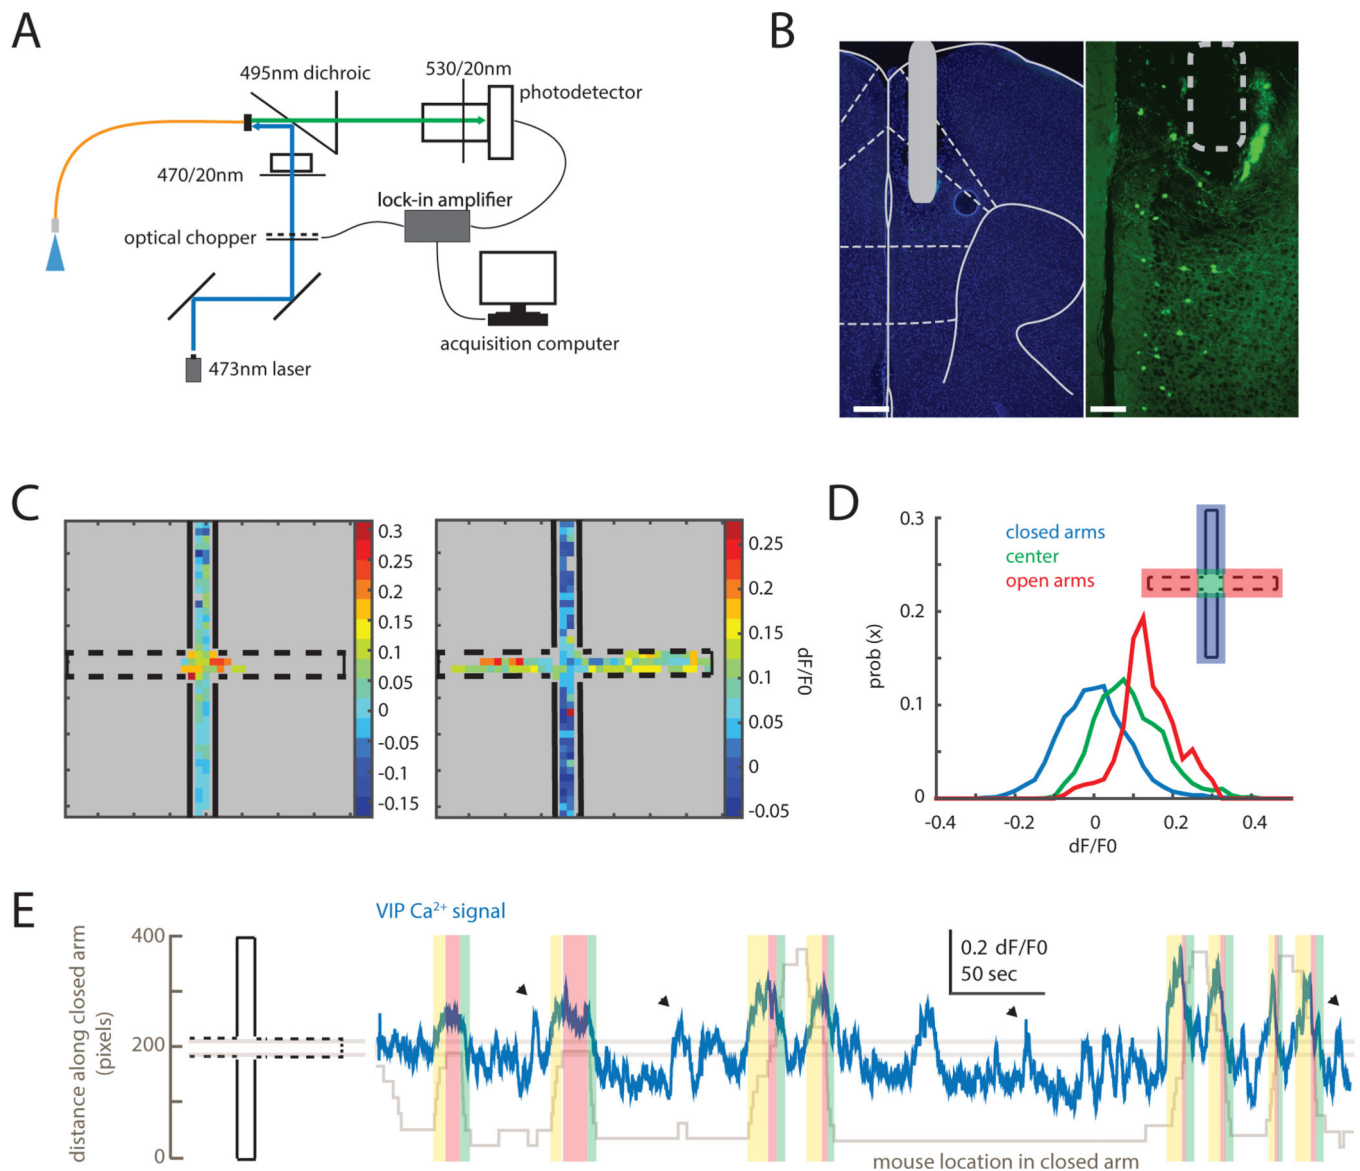 A
495nm dichroic
530/20nm
photodetector
470/20nm
lock-in amplifier
optical chopper
acquisition computer
473nm laser
B
C
0.3
0.25
0.2
0.15
0.1
0.05
0
-0.05
-0.1
-0.15
0.25
0.2
0.15
0.1
0.05
0
-0.05
dF/F0
D
0.3
0.2
0.1
0
prob (x)
closed arms
center
open arms
-0.4
-0.2
0
0.2
0.4
dF/F0
E
VIP Ca²⁺ signal
distance along closed arm
(pixels)
400
200
0
0.2 dF/F0
50 sec
mouse location in closed arm